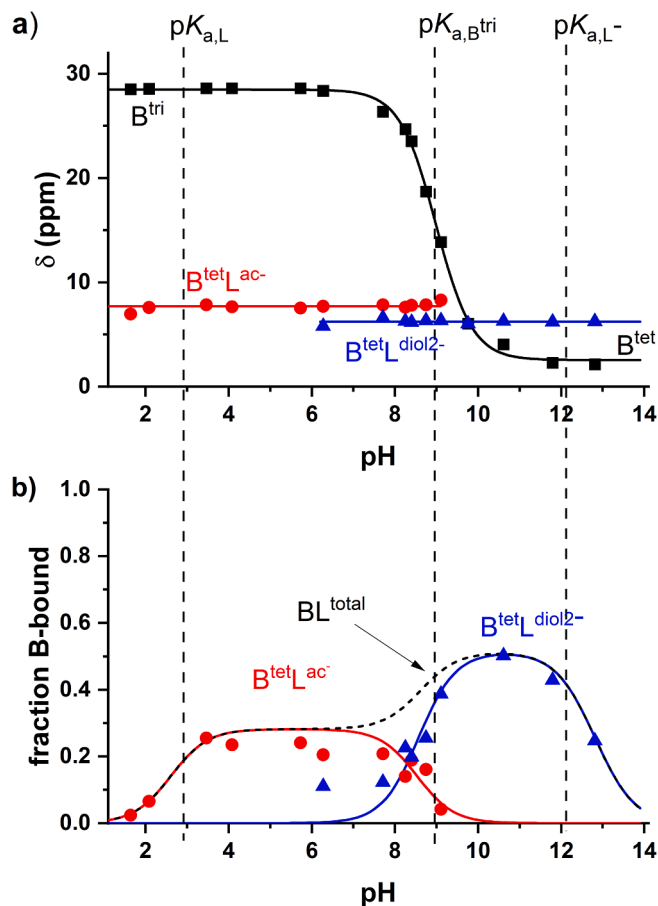 a)
pKa,L pKa,Btri pKa,L-
30
20
10
0
δ (ppm)
Btri
BtetLac-
BtetLdiol2-
Btet
2 4 6 8 10 12 14
pH
b)
1.0
0.8
0.6
0.4
0.2
0.0
fraction B-bound
BLtotal
BtetLdiol2−
BtetLac-
2 4 6 8 10 12 14
pH